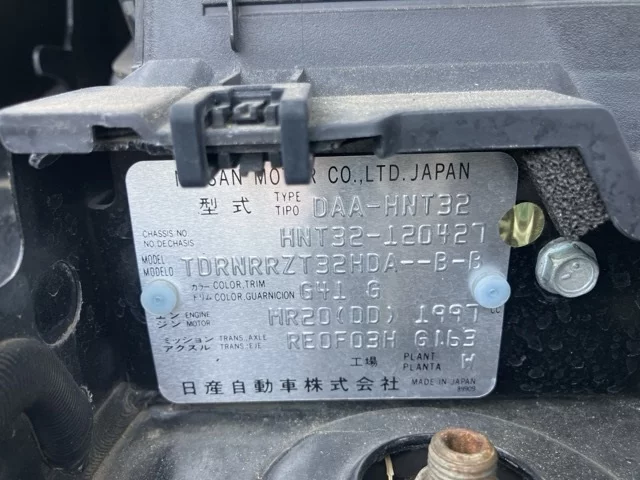 SAN MOTOR CO.,LTD.JAPAN
型式 TYPE TIPO DAA-HNT32
CHASSIS NO NO DECHASIS HNT32-120427
MODEL MODELO TDRNRRZT32HDA--B-B
カラー トリム COLOR,TRIM COLOR,GUARNICION G41 G
エンジン ENGINE MOTOR MR20(DD) 1997 cc
ミッション アクスル TRANS,AXLE TRANS,EJE RE0F03H G163
工場 PLANT PLANTA W
日産自動車株式会社 MADE IN JAPAN